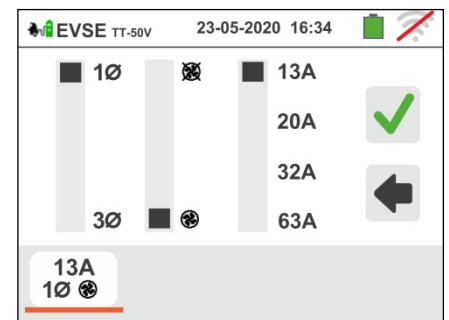 EVSE TT-50V 23-05-2020 16:34
1Ø 13A
20A
32A
3Ø 63A
13A
1Ø